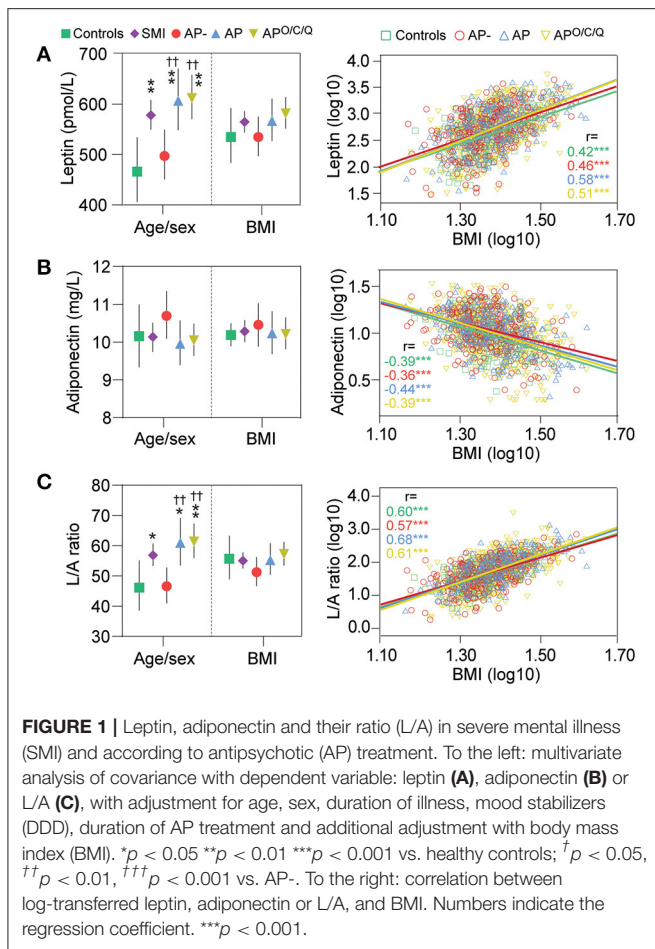 Controls SMI AP- AP AP^O/C/Q
A
Leptin (pmol/L)
700
600
500
400
** †† ** †† **
Age/sex BMI
Controls AP- AP AP^O/C/Q
Leptin (log10)
4.0
3.5
3.0
2.5
2.0
1.5
r=
0.42***
0.46***
0.58***
0.51***
1.10 1.30 1.50 1.70
BMI (log10)
B
Adiponectin (mg/L)
12
11
10
9
8
Age/sex BMI
Adiponectin (log10)
1.5
1.0
0.5
r=
-0.39***
-0.36***
-0.44***
-0.39***
1.10 1.30 1.50 1.70
BMI (log10)
C
L/A ratio
80
70
60
50
40
30
* †† * †† **
Age/sex BMI
L/A ratio (log10)
4.0
3.0
2.0
1.0
0.0
r=
0.60***
0.57***
0.68***
0.61***
1.10 1.30 1.50 1.70
BMI (log10)
FIGURE 1 | Leptin, adiponectin and their ratio (L/A) in severe mental illness
(SMI) and according to antipsychotic (AP) treatment. To the left: multivariate
analysis of covariance with dependent variable: leptin (A), adiponectin (B) or
L/A (C), with adjustment for age, sex, duration of illness, mood stabilizers
(DDD), duration of AP treatment and additional adjustment with body mass
index (BMI). *p < 0.05 **p < 0.01 ***p < 0.001 vs. healthy controls; †p < 0.05,
††p < 0.01, †††p < 0.001 vs. AP-. To the right: correlation between
log-transferred leptin, adiponectin or L/A, and BMI. Numbers indicate the
regression coefficient. ***p < 0.001.